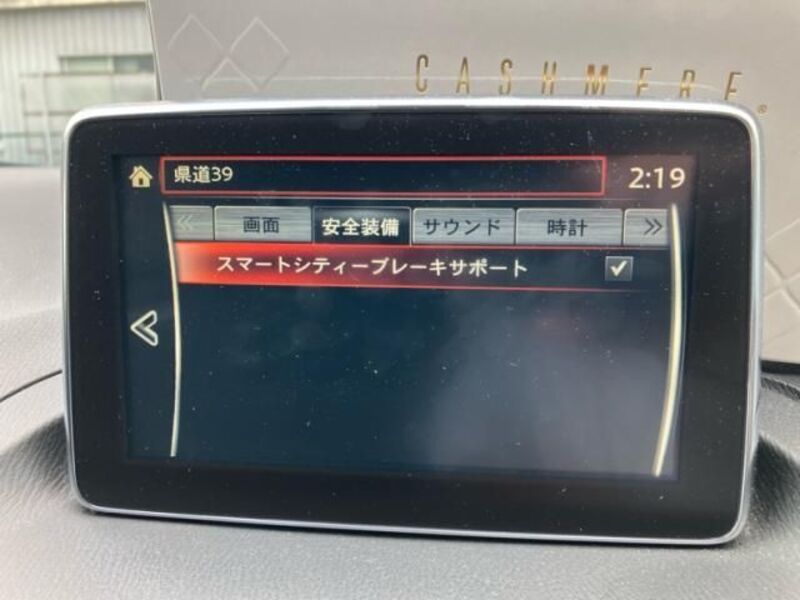 CASHMERE
®
県道39
2:19
≪ 画面 安全装備 サウンド 時計 ≫
スマートシティーブレーキサポート ✓